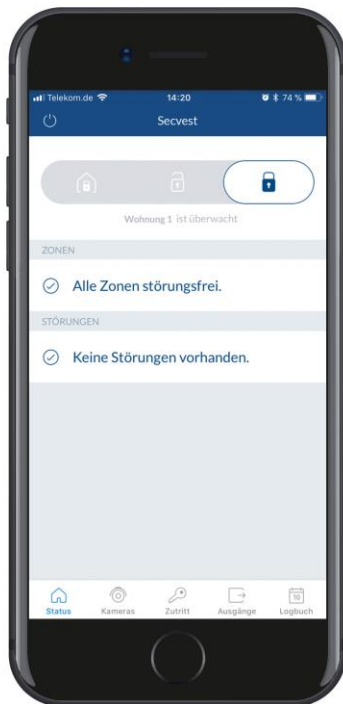 Telekom.de 14:20 74 %
Secvest
Wohnung 1 ist überwacht
ZONEN
Alle Zonen störungsfrei.
STÖRUNGEN
Keine Störungen vorhanden.
Status Kameras Zutritt Ausgänge Logbuch
10